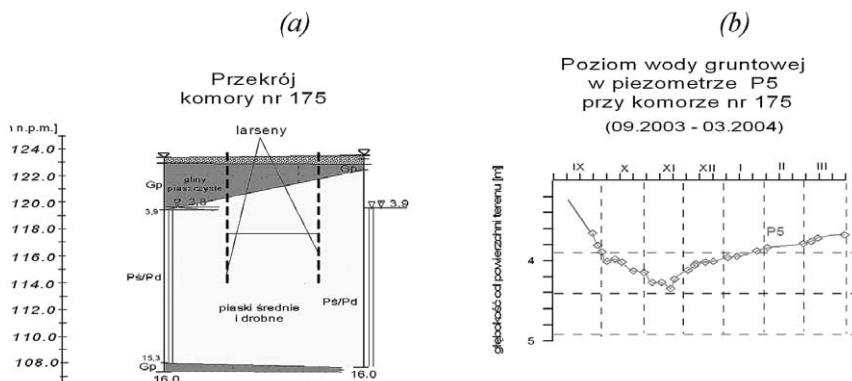 (a)
Przekrój
komory nr 175
larseny
n n.p.m.]
124.0
122.0
120.0
118.0
116.0
114.0
112.0
110.0
108.0
Gp
gliny
piaszczyste
Gp
3,8
3,9
3,9
Pś/Pd
Pś/Pd
piaski średnie
i drobne
15,3
Gp
16.0
16.0
(b)
Poziom wody gruntowej
w piezometrze P5
przy komorze nr 175
(09.2003 - 03.2004)
IX X XI XII I II III
P5
4
5
głębokość od powierzchni terenu [m]